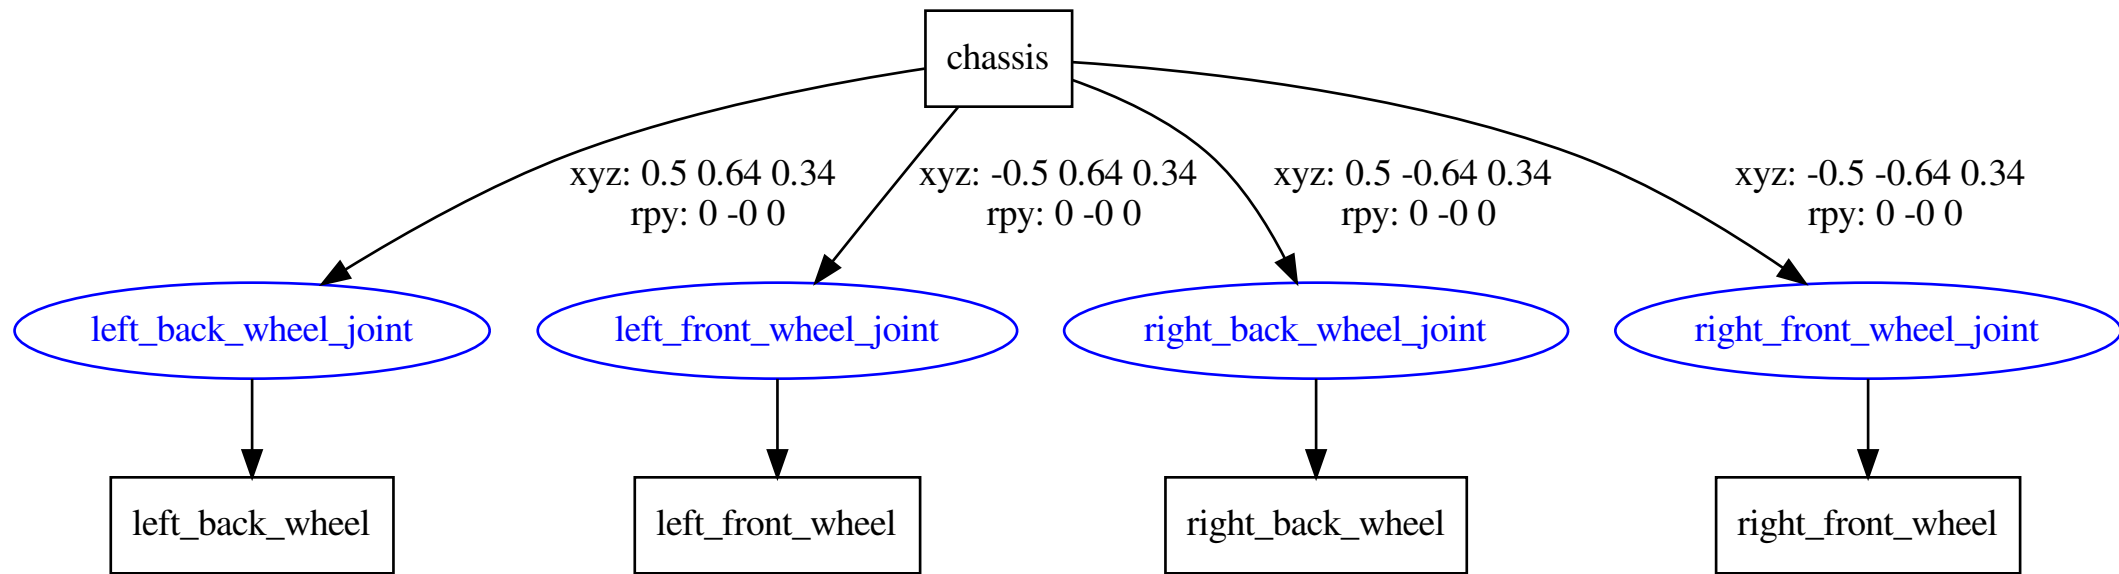 chassis
xyz: 0.5 0.64 0.34
rpy: 0 -0 0
xyz: -0.5 0.64 0.34
rpy: 0 -0 0
xyz: 0.5 -0.64 0.34
rpy: 0 -0 0
xyz: -0.5 -0.64 0.34
rpy: 0 -0 0
left_back_wheel_joint
left_front_wheel_joint
right_back_wheel_joint
right_front_wheel_joint
left_back_wheel
left_front_wheel
right_back_wheel
right_front_wheel